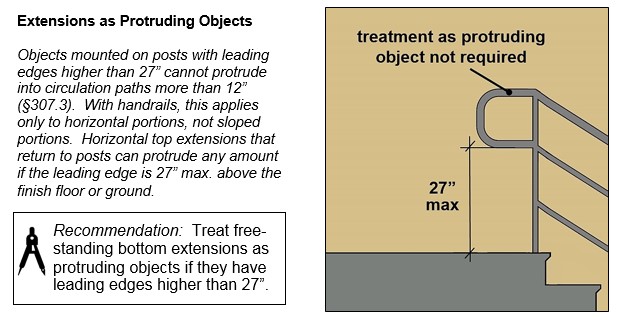 Extensions as Protruding Objects
Objects mounted on posts with leading
edges higher than 27” cannot protrude
into circulation paths more than 12”
(§307.3).  With handrails, this applies
only to horizontal portions, not sloped
portions.  Horizontal top extensions that
return to posts can protrude any amount
if the leading edge is 27” max. above the
finish floor or ground.
Recommendation:  Treat free-
standing bottom extensions as
protruding objects if they have
leading edges higher than 27”.
treatment as protruding
object not required
27”
max